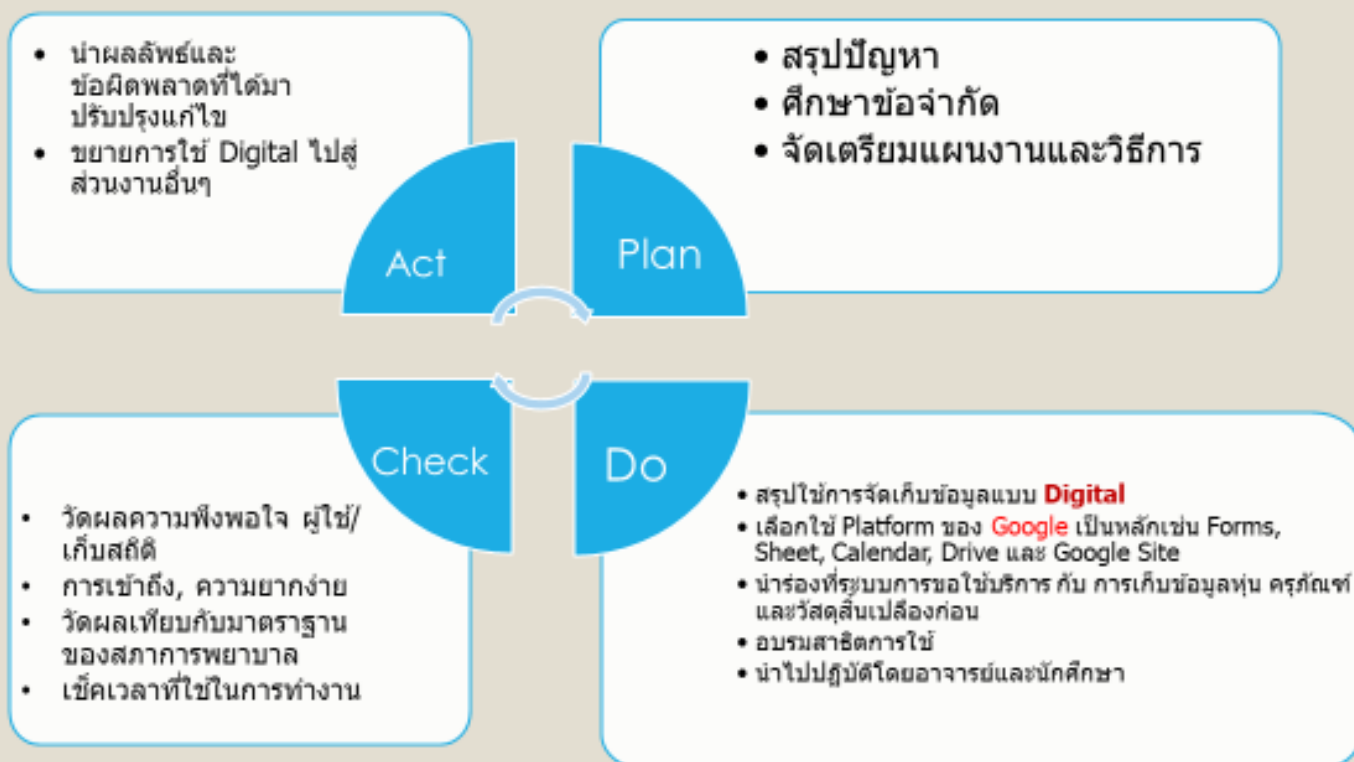 • นำผลลัพธ์และ
ข้อผิดพลาดที่ได้มา
ปรับปรุงแก้ไข
• ขยายการใช้ Digital ไปสู่
ส่วนงานอื่นๆ
Act
• สรุปปัญหา
• ศึกษาข้อจำกัด
• จัดเตรียมแผนงานและวิธีการ
Plan
• วัดผลความพึงพอใจ ผู้ใช้/
เก็บสถิติ
• การเข้าถึง, ความยากง่าย
• วัดผลเทียบกับมาตราฐาน
ของสภาการพยาบาล
• เช็คเวลาที่ใช้ในการทำงาน
Check
Do
• สรุปใช้การจัดเก็บข้อมูลแบบ Digital
• เลือกใช้ Platform ของ Google เป็นหลักเช่น Forms,
Sheet, Calendar, Drive และ Google Site
• นำร่องที่ระบบการขอใช้บริการ กับ การเก็บข้อมูลหุ่น ครุภัณฑ์
และวัสดุสิ้นเปลืองก่อน
• อบรมสาธิตการใช้
• นำไปปฏิบัติโดยอาจารย์และนักศึกษา